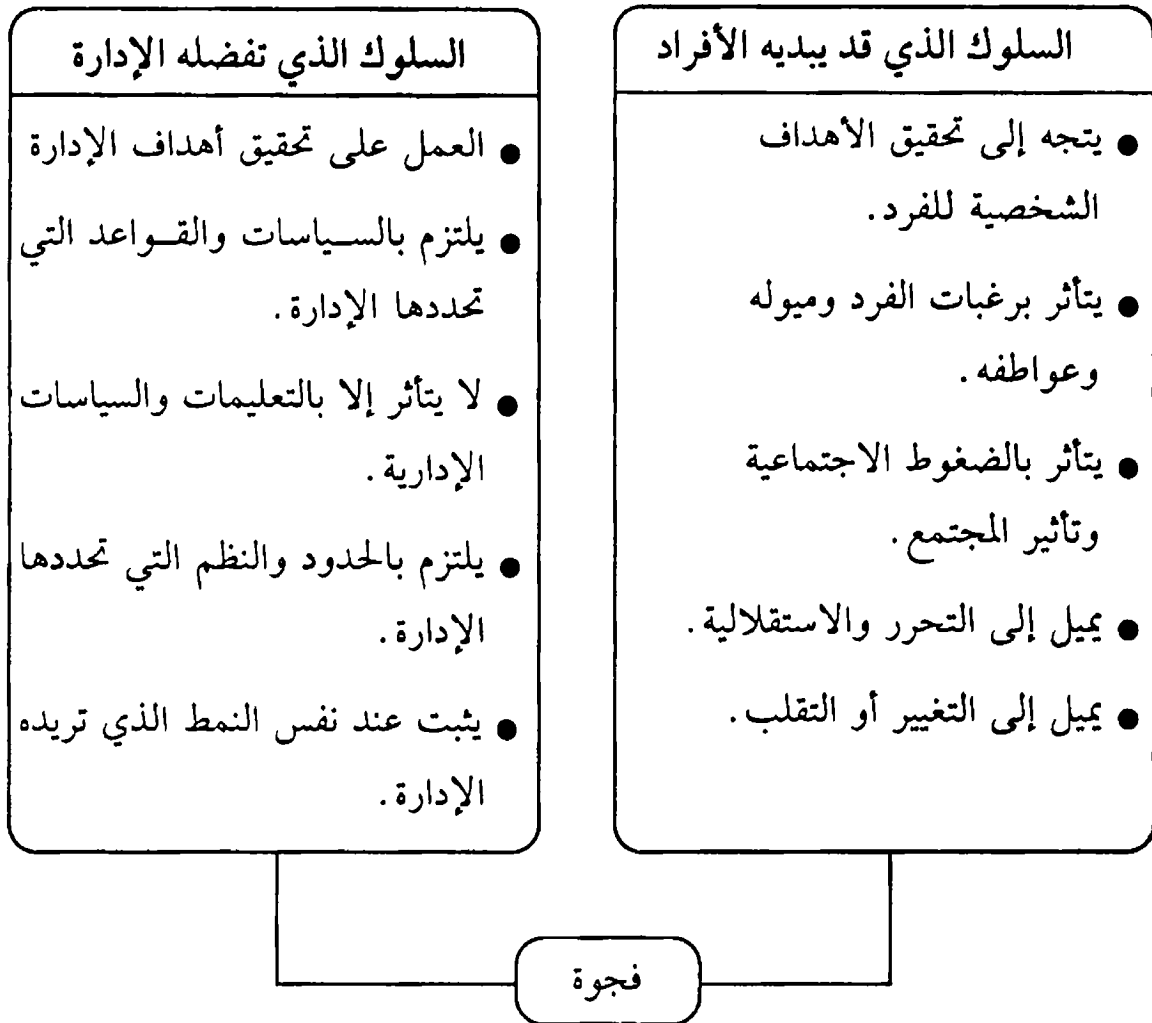 السلوك الذي قد يبديه الأفراد
● يتجه إلى تحقيق الأهداف
الشخصية للفرد.
● يتأثر برغبات الفرد وميوله
وعواطفه.
● يتأثر بالضغوط الاجتماعية
وتأثير المجتمع.
● يميل إلى التحرر والاستقلالية.
● يميل إلى التغيير أو التقلب.
السلوك الذي تفضله الإدارة
● العمل على تحقيق أهداف الإدارة
● يلتزم بالسياسات والقواعد التي
تحددها الإدارة.
● لا يتأثر إلا بالتعليمات والسياسات
الإدارية.
● يلتزم بالحدود والنظم التي تحددها
الإدارة.
● يثبت عند نفس النمط الذي تريده
الإدارة.
فجوة